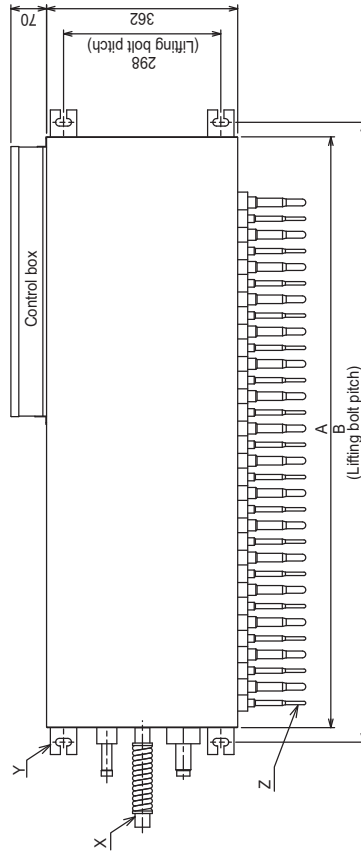 70
362
298
(Lifting bolt pitch)
Control box
A
B
(Lifting bolt pitch)
Y
X
Z